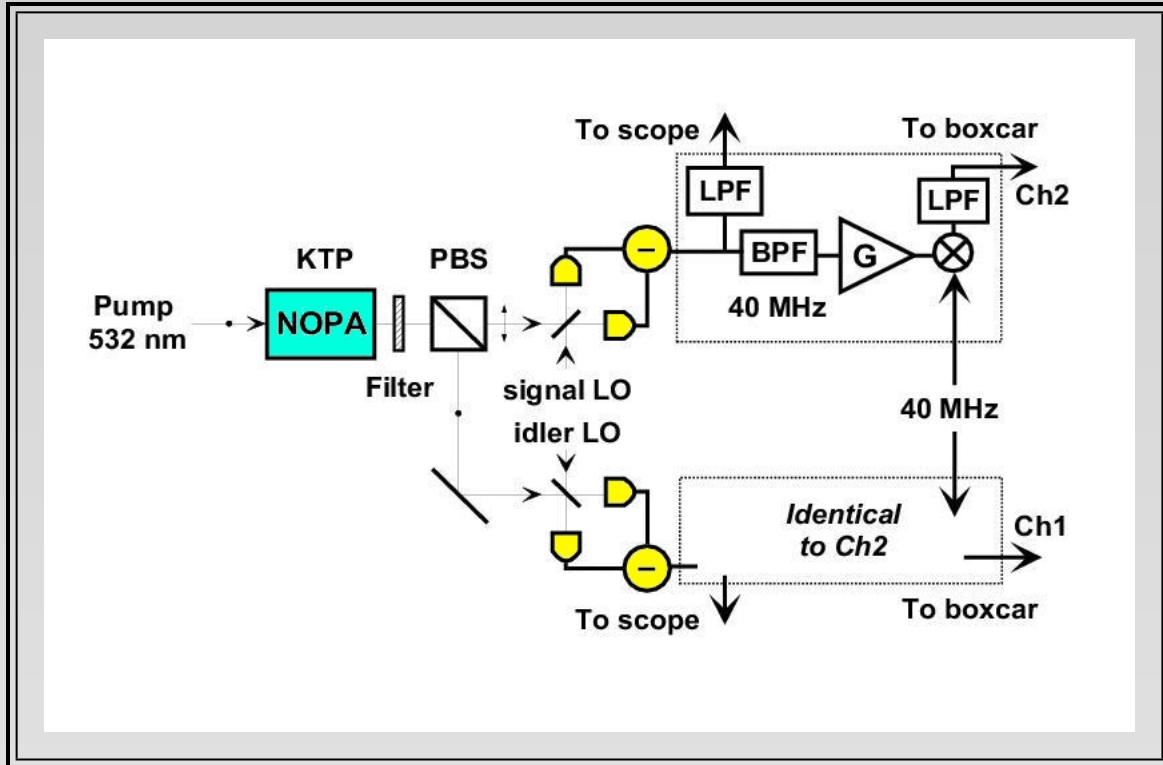 To scope
To boxcar
LPF
LPF
Ch2
KTP
PBS
−
BPF
G
Pump
532 nm
NOPA
40 MHz
Filter
signal LO
idler LO
40 MHz
Identical
to Ch2
Ch1
−
To scope
To boxcar